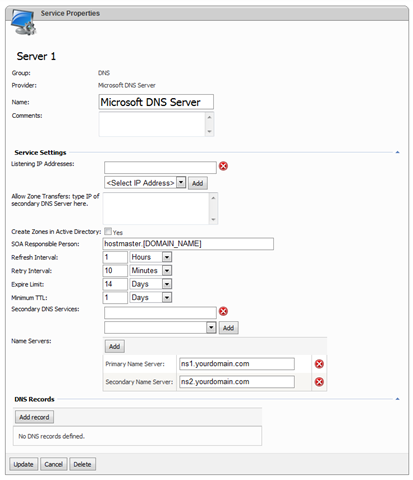 Service Properties
Server 1
Group: DNS
Provider: Microsoft DNS Server
Name: Microsoft DNS Server
Comments:
Service Settings
Listening IP Addresses:
<Select IP Address> Add
Allow Zone Transfers: type IP of
secondary DNS Server here.
Create Zones in Active Directory: Yes
SOA Responsible Person: hostmaster.[DOMAIN_NAME]
Refresh Interval: 1 Hours
Retry Interval: 10 Minutes
Expire Limit: 14 Days
Minimum TTL: 1 Days
Secondary DNS Services:
Add
Name Servers:
Add
Primary Name Server: ns1.yourdomain.com
Secondary Name Server: ns2.yourdomain.com
DNS Records
Add record
No DNS records defined.
Update Cancel Delete